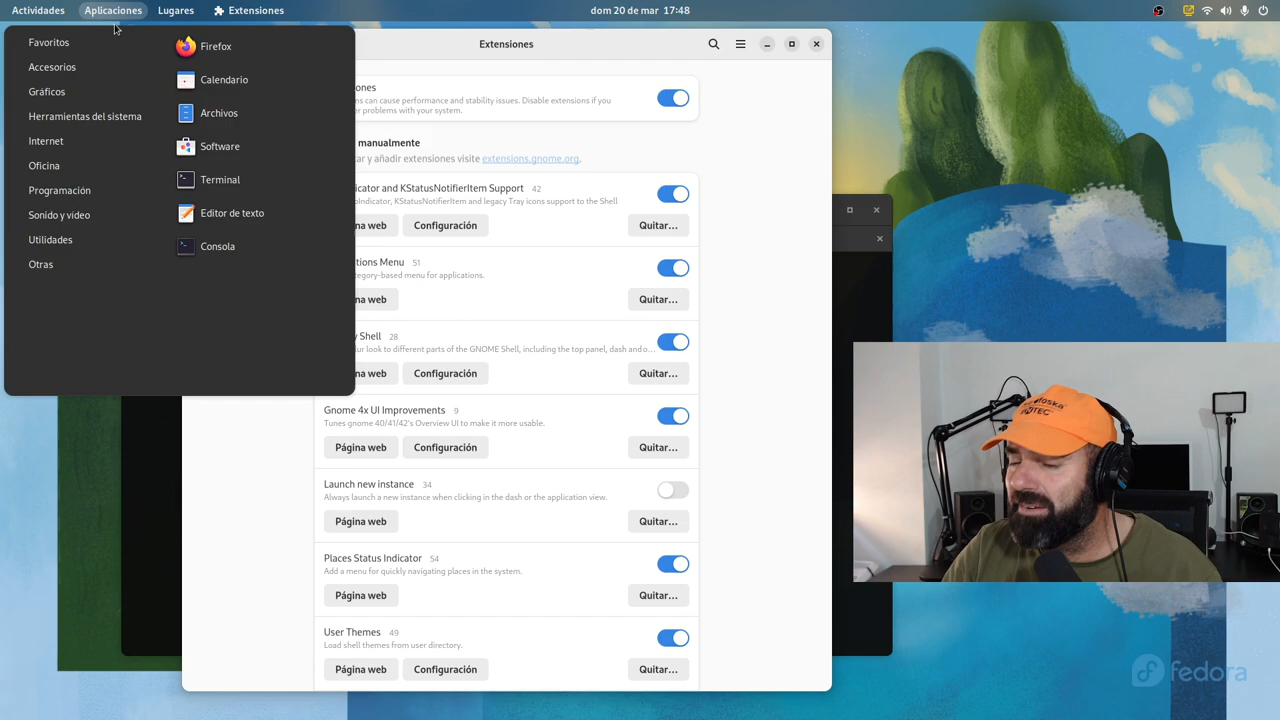 Actividades Aplicaciones Lugares Extensiones dom 20 de mar 17:48
Favoritos
Accesorios
Gráficos
Herramientas del sistema
Internet
Oficina
Programación
Sonido y vídeo
Utilidades
Otras
Firefox
Calendario
Archivos
Software
Terminal
Editor de texto
Consola
Extensiones
ones
ns can cause performance and stability issues. Disable extensions if you
r problems with your system.
manualmente
ar y añadir extensiones visite extensions.gnome.org.
icator and KStatusNotifierItem Support 42
oIndicator, KStatusNotifierItem and legacy Tray icons support to the Shell
na web Configuración Quitar...
tions Menu 51
tegory-based menu for applications.
na web Quitar...
y Shell 28
ur look to different parts of the GNOME Shell, including the top panel, dash and o...
na web Configuración Quitar...
Gnome 4x UI Improvements 9
Tunes gnome 40/41/42's Overview UI to make it more usable.
Página web Configuración Quitar...
Launch new instance 34
Always launch a new instance when clicking in the dash or the application view.
Página web Quitar...
Places Status Indicator 54
Add a menu for quickly navigating places in the system.
Página web Quitar...
User Themes 49
Load shell themes from user directory.
Página web Configuración Quitar...
fedora